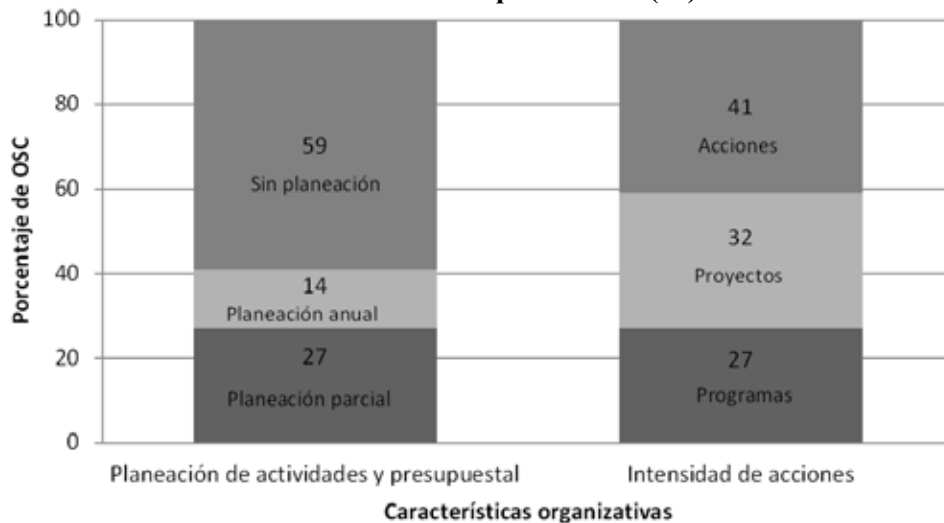 100
80
60
40
20
0
Porcentaje de OSC
59
Sin planeación
14
Planeación anual
27
Planeación parcial
41
Acciones
32
Proyectos
27
Programas
Planeación de actividades y presupuestal
Intensidad de acciones
Características organizativas